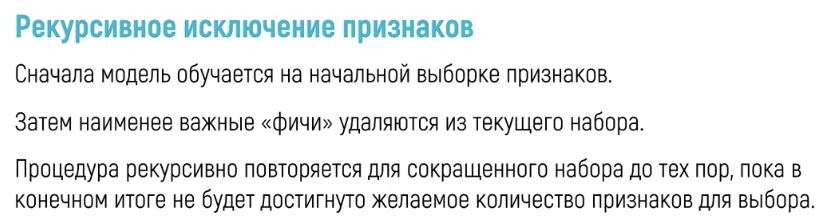 Рекурсивное исключение признаков
Сначала модель обучается на начальной выборке признаков.
Затем наименее важные «фичи» удаляются из текущего набора.
Процедура рекурсивно повторяется для сокращенного набора до тех пор, пока в
конечном итоге не будет достигнуто желаемое количество признаков для выбора.